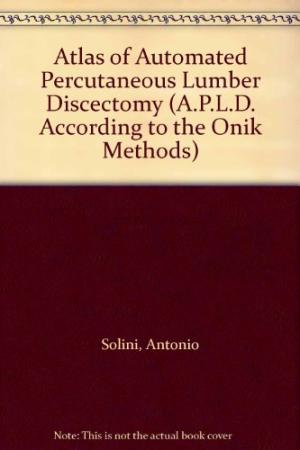 Atlas of Automated
Percutaneous Lumber
Discectomy (A.P.L.D.
According to the Onik
Methods)
Solini, Antonio
Note: This is not the actual book cover